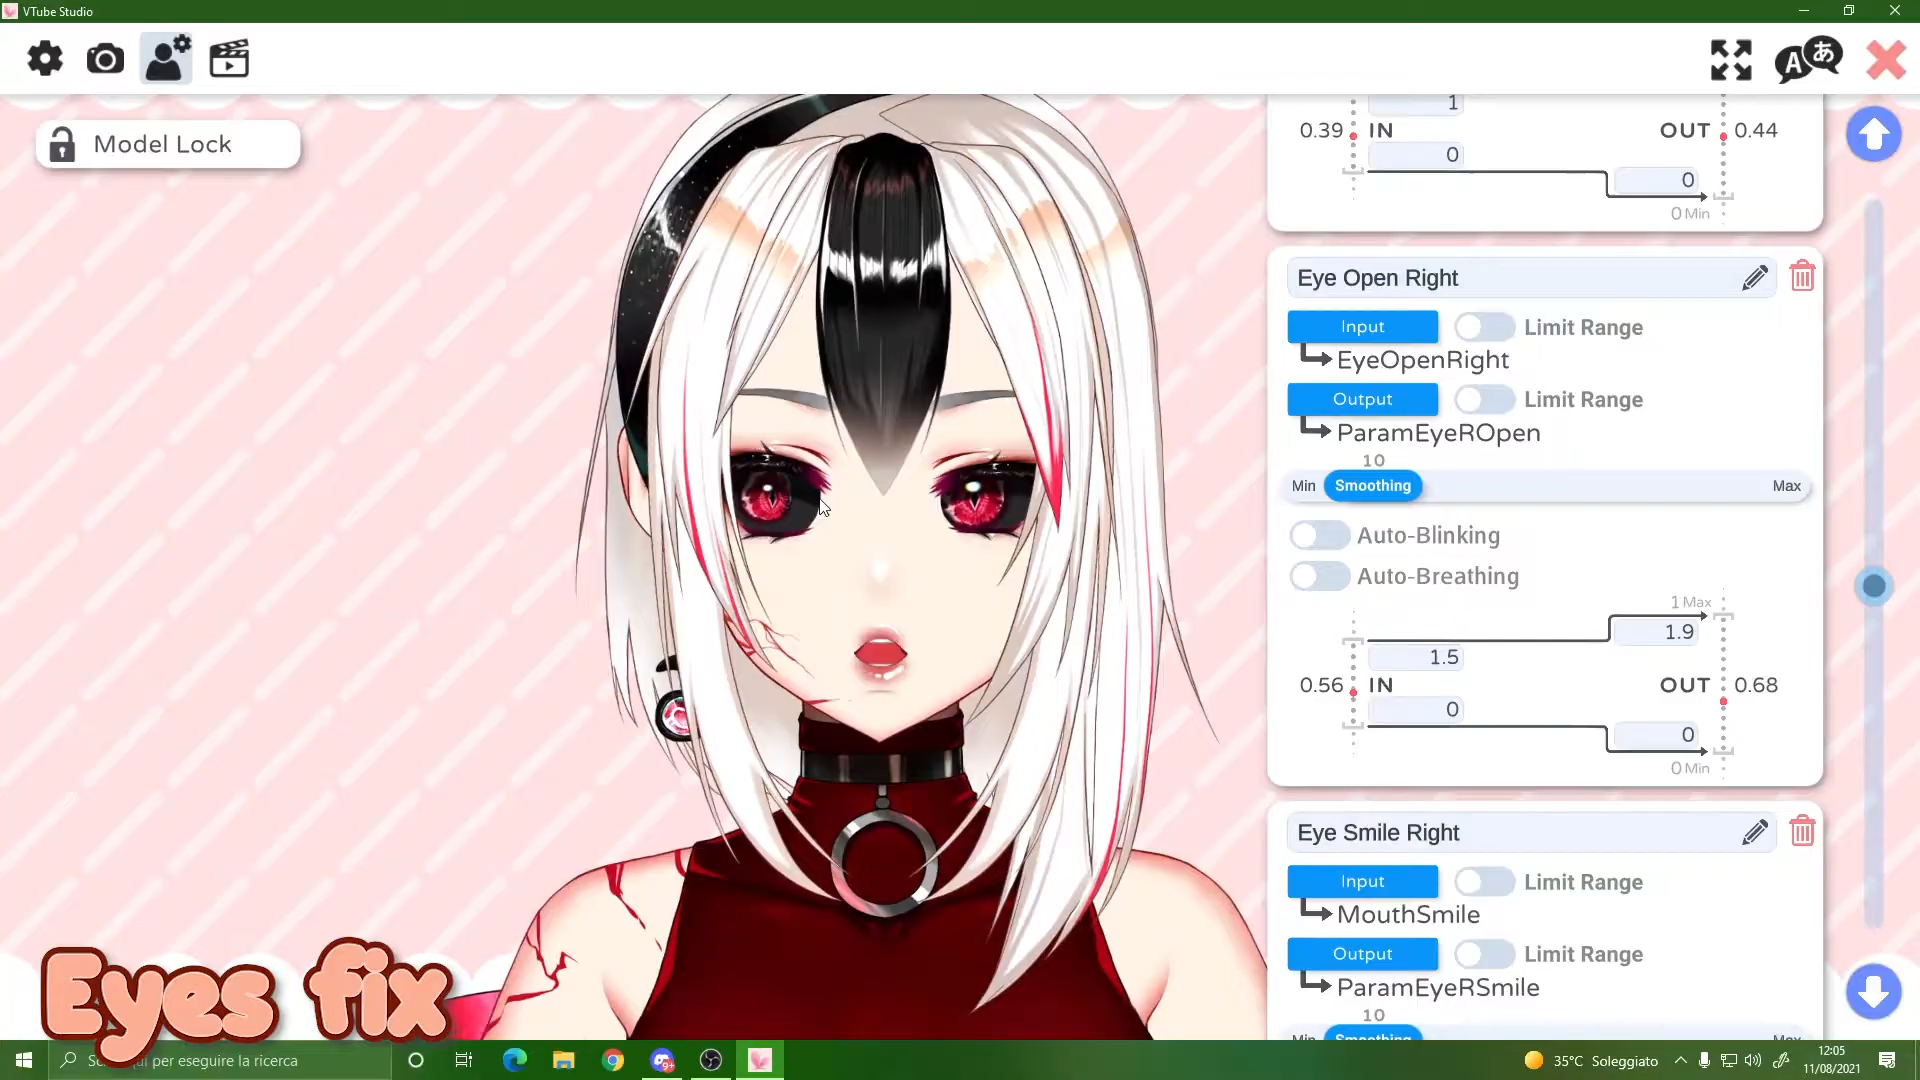 VTube Studio
Model Lock
1
0.39 IN OUT 0.44
0
0
0 Min
Eye Open Right
Input Limit Range
EyeOpenRight
Output Limit Range
ParamEyeROpen
10
Min Smoothing Max
Auto-Blinking
Auto-Breathing
1 Max
1.9
1.5
0.56 IN OUT 0.68
0
0
0 Min
Eye Smile Right
Input Limit Range
MouthSmile
Output Limit Range
ParamEyeRSmile
10
Min Smoothing Max
Eyes fix
per eseguire la ricerca
35°C Soleggiato
12:05
11/08/2021